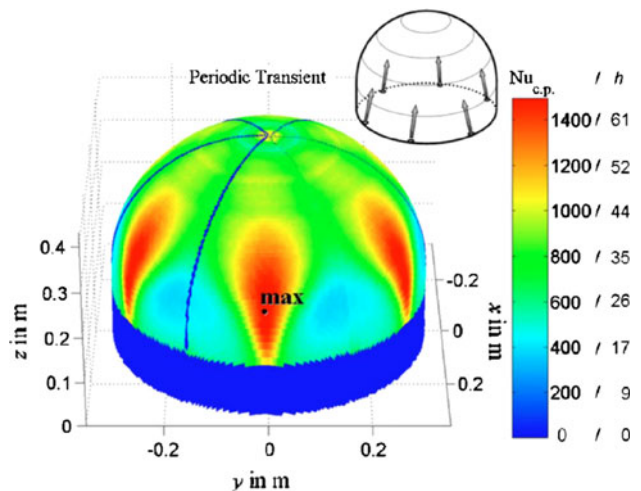 Periodic Transient
Nu c.p. / h
1400 / 61
1200 / 52
1000 / 44
800 / 35
600 / 26
400 / 17
200 / 9
0 / 0
max
0.4
0.3
0.2
0.1
0
z in m
-0.2
0
0.2
y in m
-0.2
0
0.2
x in m